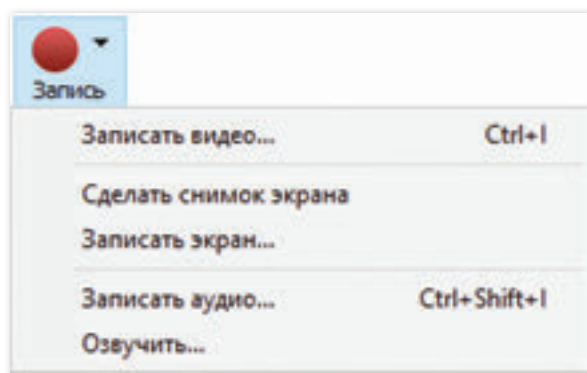 Запись
Записать видео... Ctrl+I
Сделать снимок экрана
Записать экран...
Записать аудио... Ctrl+Shift+I
Озвучить...